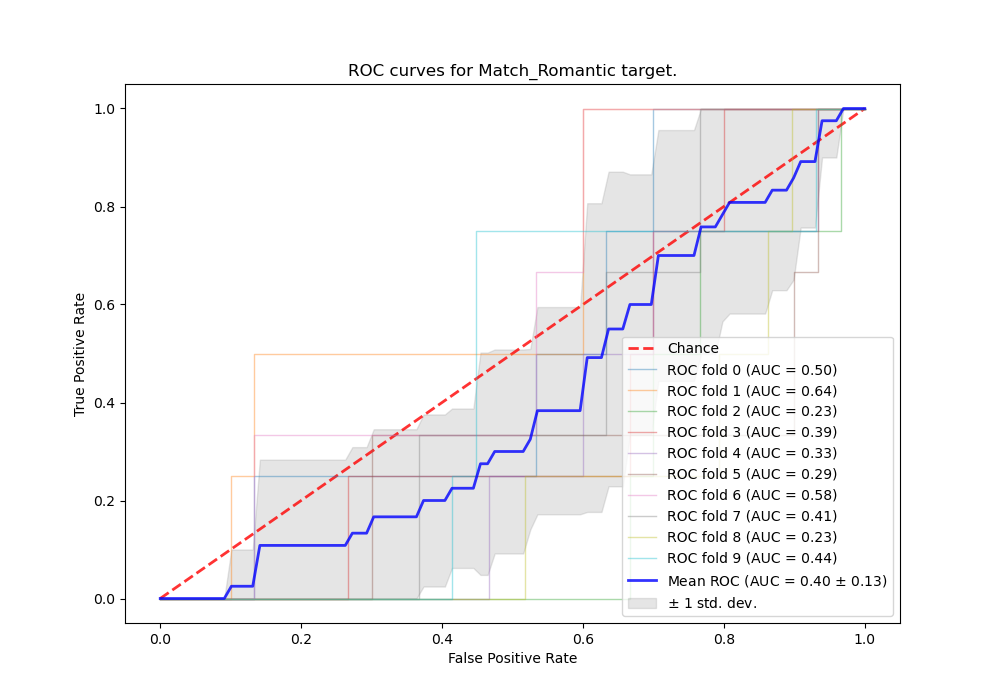 ROC curves for Match_Romantic target.
True Positive Rate
1.0
0.8
0.6
0.4
0.2
0.0
Chance
ROC fold 0 (AUC = 0.50)
ROC fold 1 (AUC = 0.64)
ROC fold 2 (AUC = 0.23)
ROC fold 3 (AUC = 0.39)
ROC fold 4 (AUC = 0.33)
ROC fold 5 (AUC = 0.29)
ROC fold 6 (AUC = 0.58)
ROC fold 7 (AUC = 0.41)
ROC fold 8 (AUC = 0.23)
ROC fold 9 (AUC = 0.44)
Mean ROC (AUC = 0.40 ± 0.13)
± 1 std. dev.
0.0 0.2 0.4 0.6 0.8 1.0
False Positive Rate